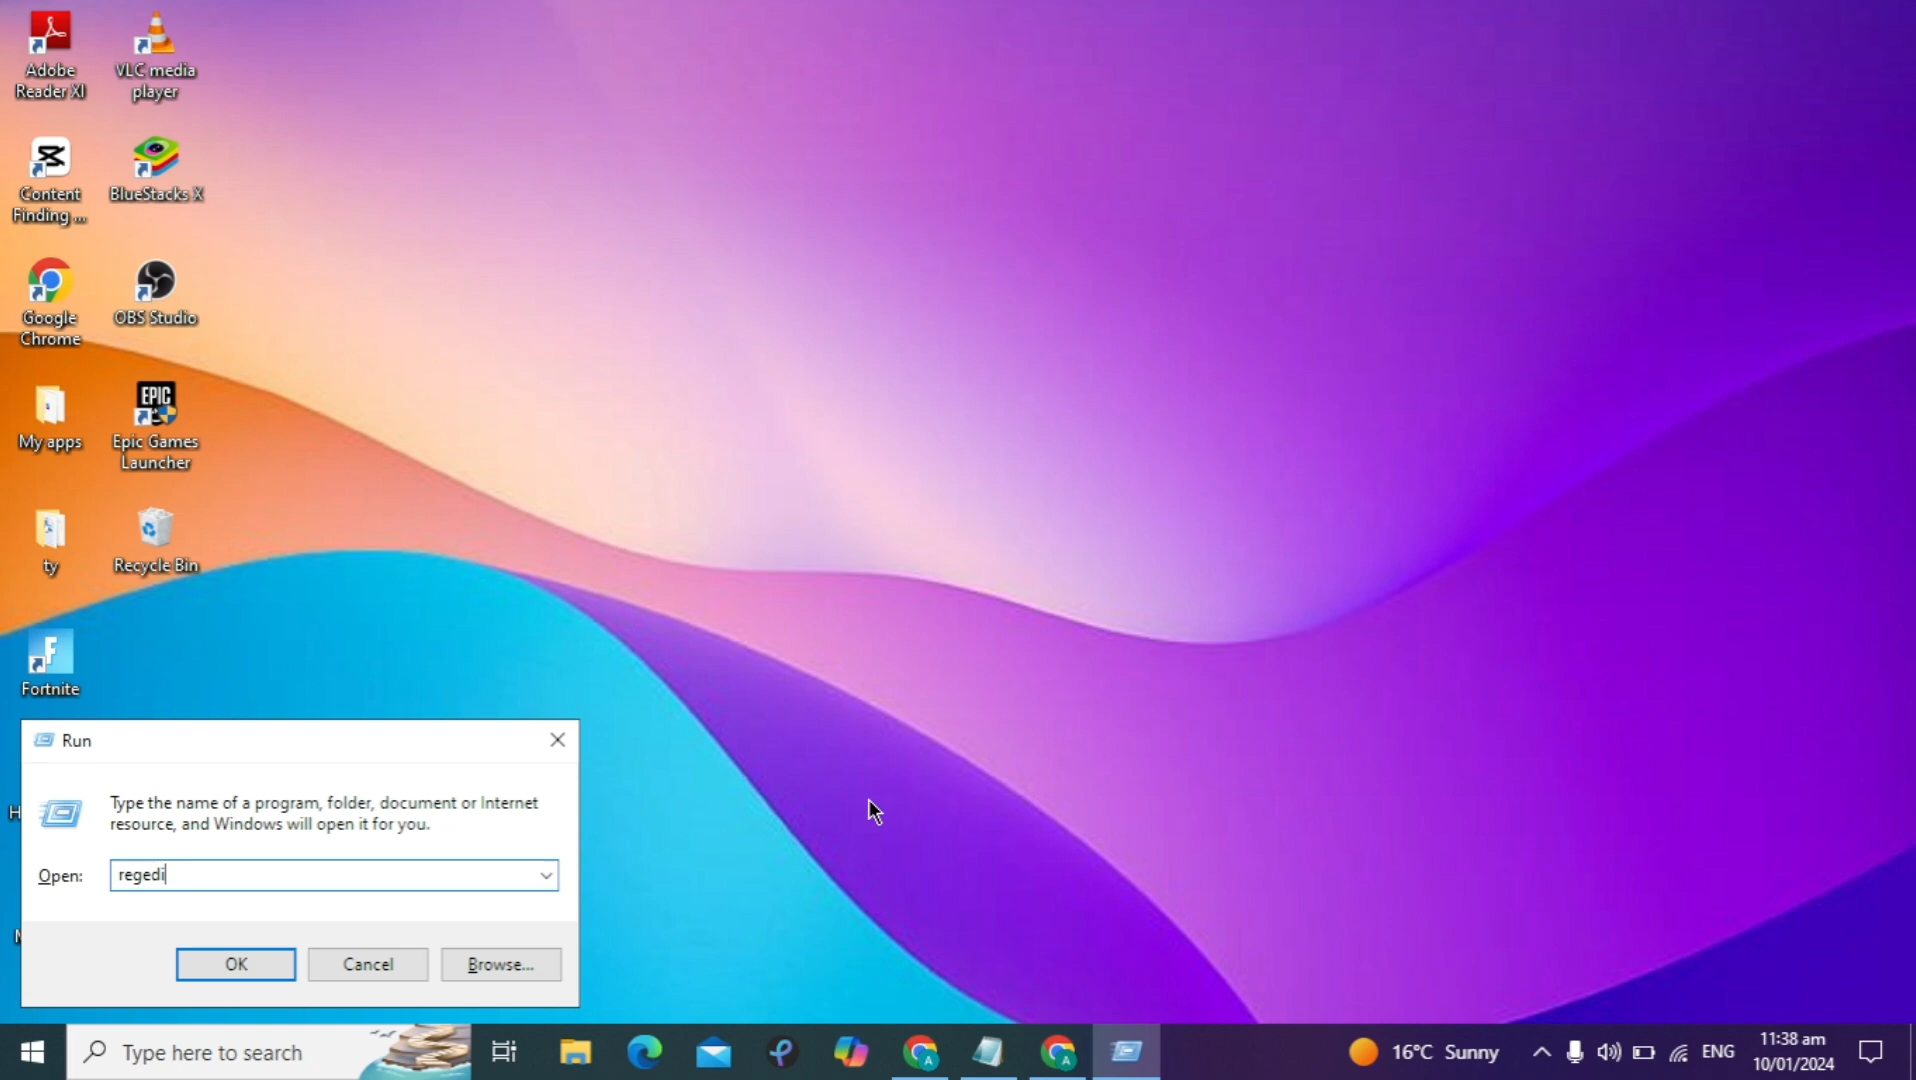 Adobe
Reader XI
VLC media
player
Content
Finding ...
BlueStacks X
Google
Chrome
OBS Studio
My apps
EPIC
Epic Games
Launcher
ty
Recycle Bin
F
Fortnite
Run
Type the name of a program, folder, document or Internet
resource, and Windows will open it for you.
Open:
regedi
OK
Cancel
Browse...
H
M
Type here to search
A
A
16°C Sunny
ENG
11:38 am
10/01/2024